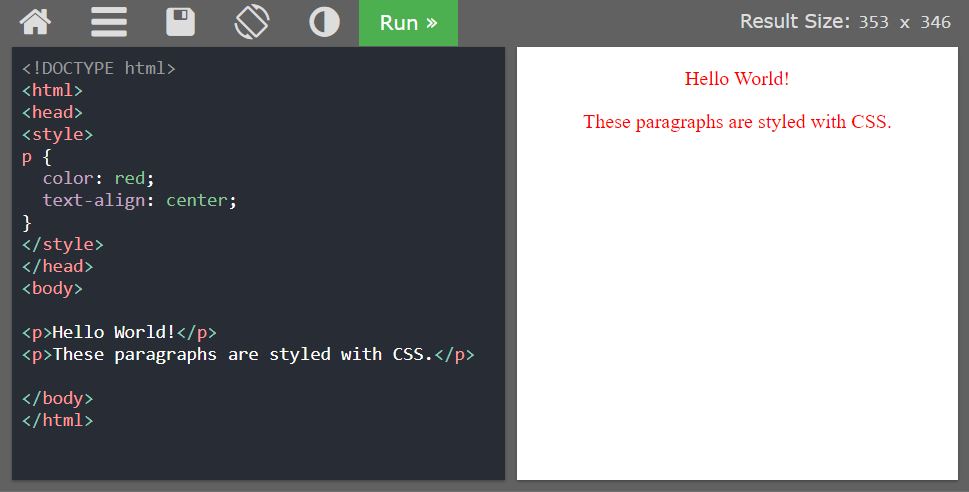 Run »
Result Size: 353 x 346
<!DOCTYPE html>
<html>
<head>
<style>
p {
  color: red;
  text-align: center;
}
</style>
</head>
<body>

<p>Hello World!</p>
<p>These paragraphs are styled with CSS.</p>

</body>
</html>
Hello World!
These paragraphs are styled with CSS.